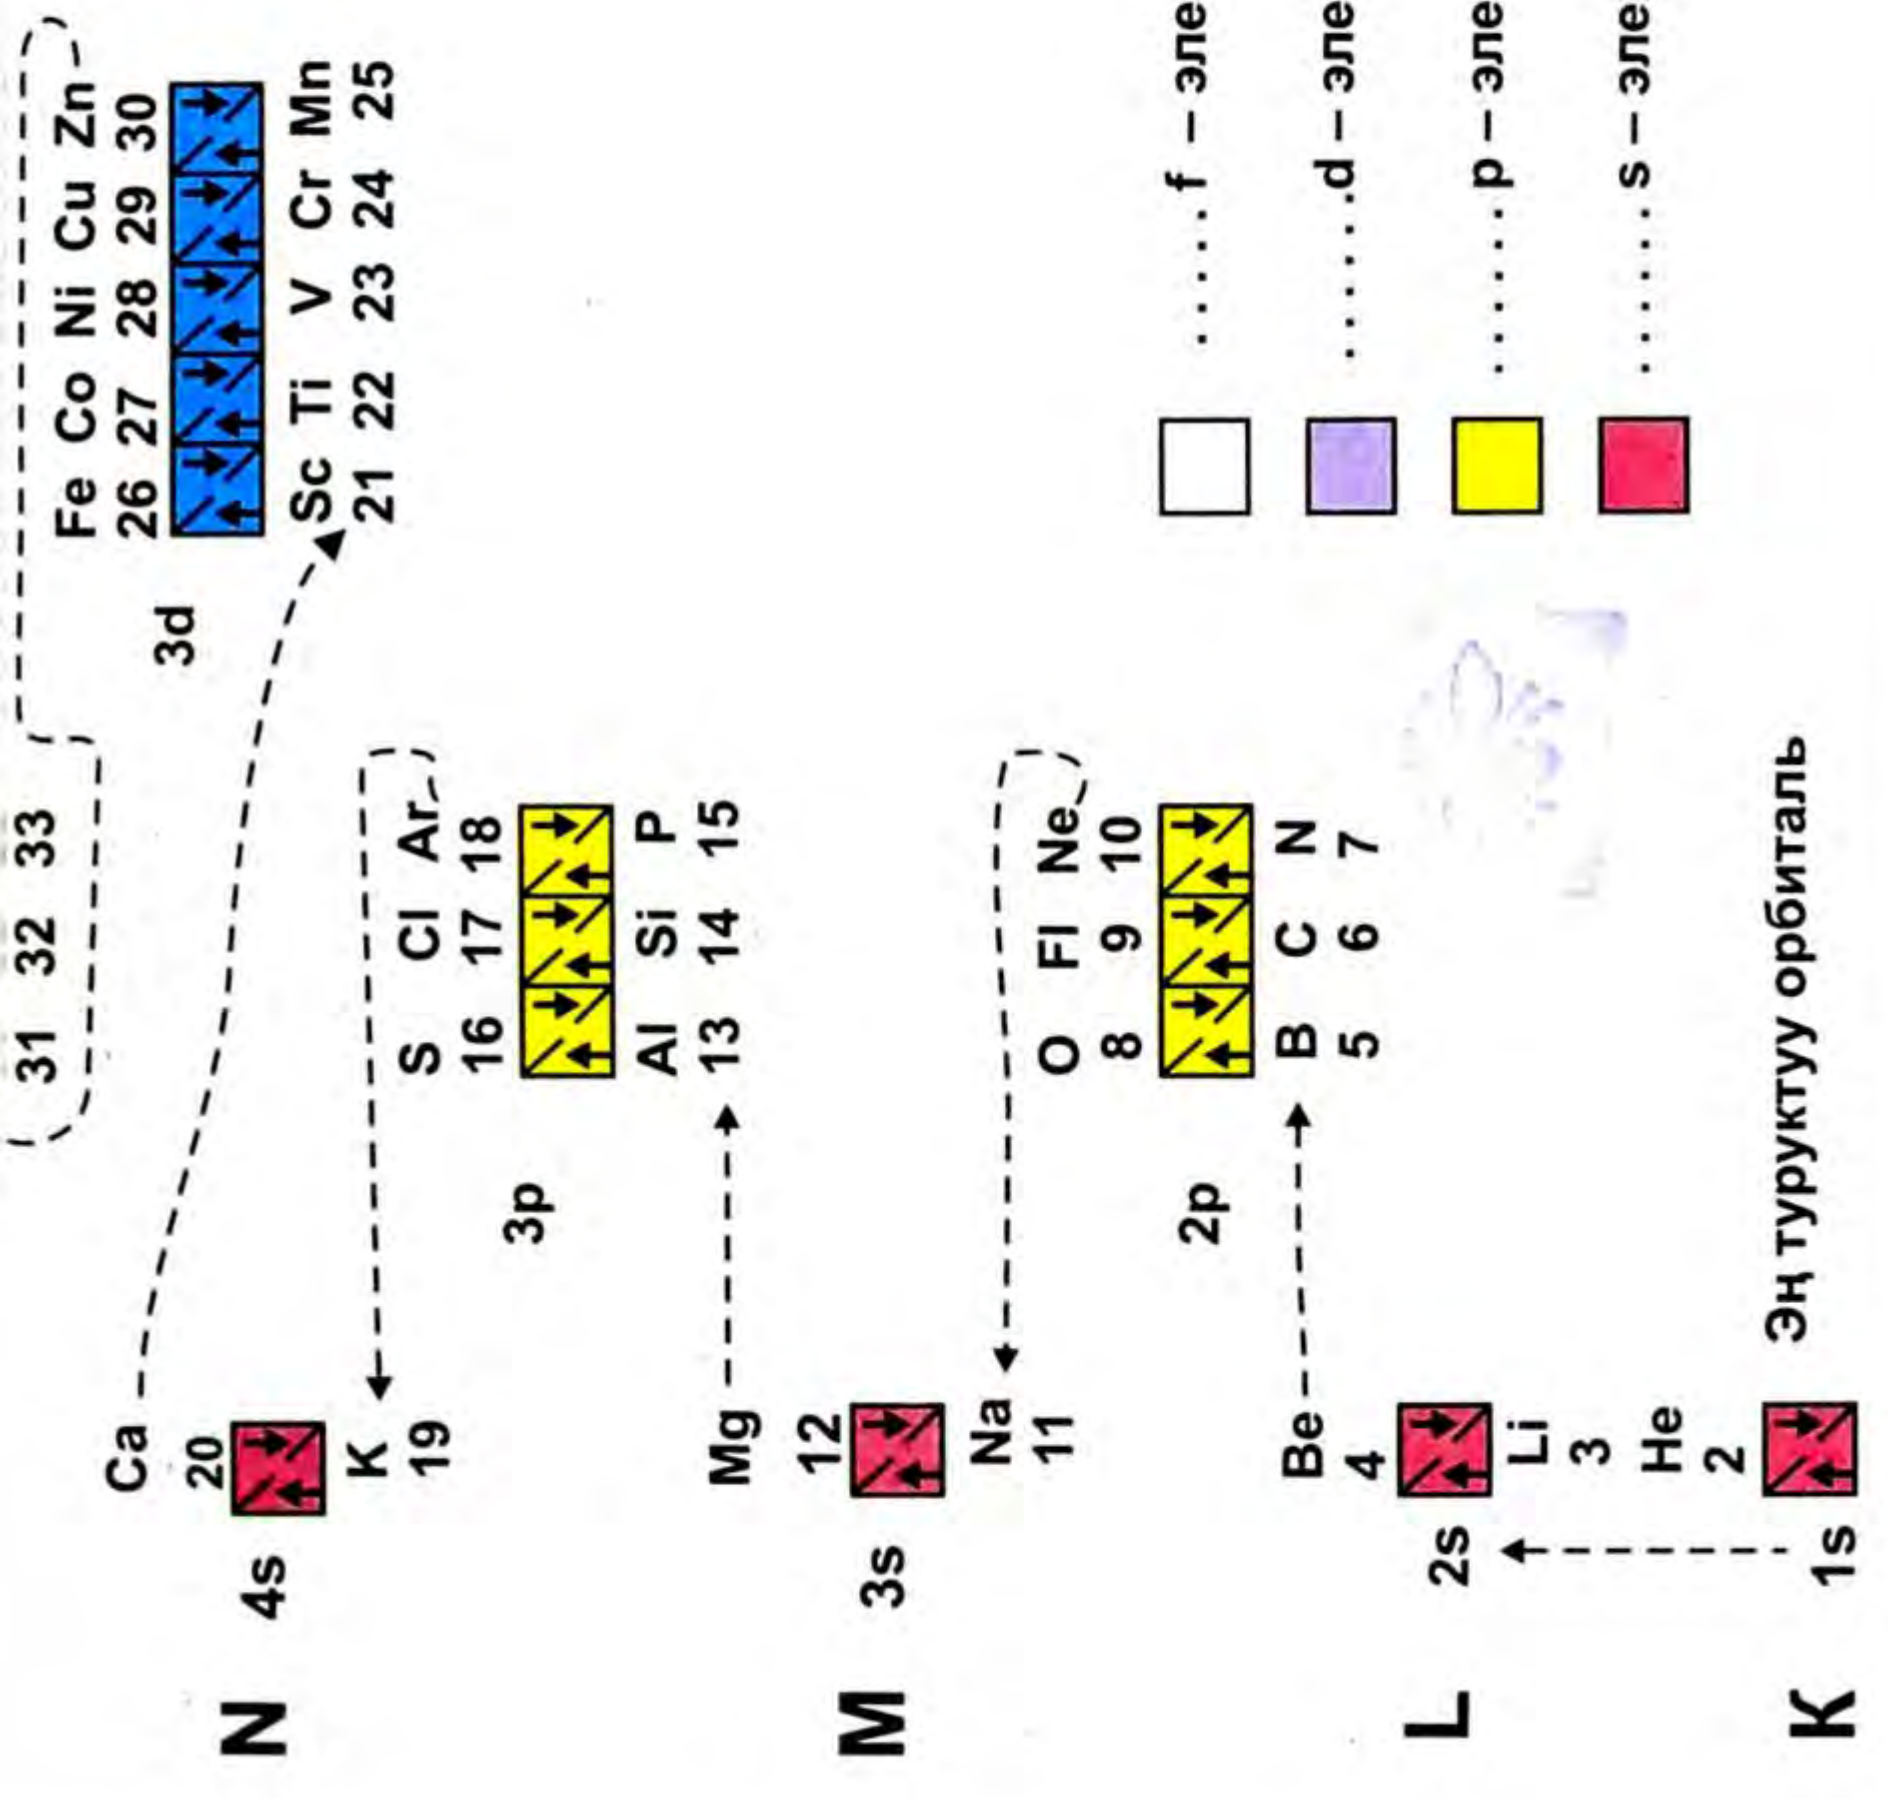 31 32 33
Fe Co Ni Cu Zn
Ca 26 27 28 29 30
3d
20
N 4s
Sc Ti V Cr Mn
K 21 22 23 24 25
19 S Cl Ar
16 17 18
3p
Al Si P
Mg 13 14 15
12
M 3s
Na
11 O Fl Ne
8 9 10
2p ......f – эле
Be B C N
4 5 6 7 ......d – эле
L 2s
......p – эле
Li
3
He ......s – эле
2
Эң туруктуу орбиталь
K 1s